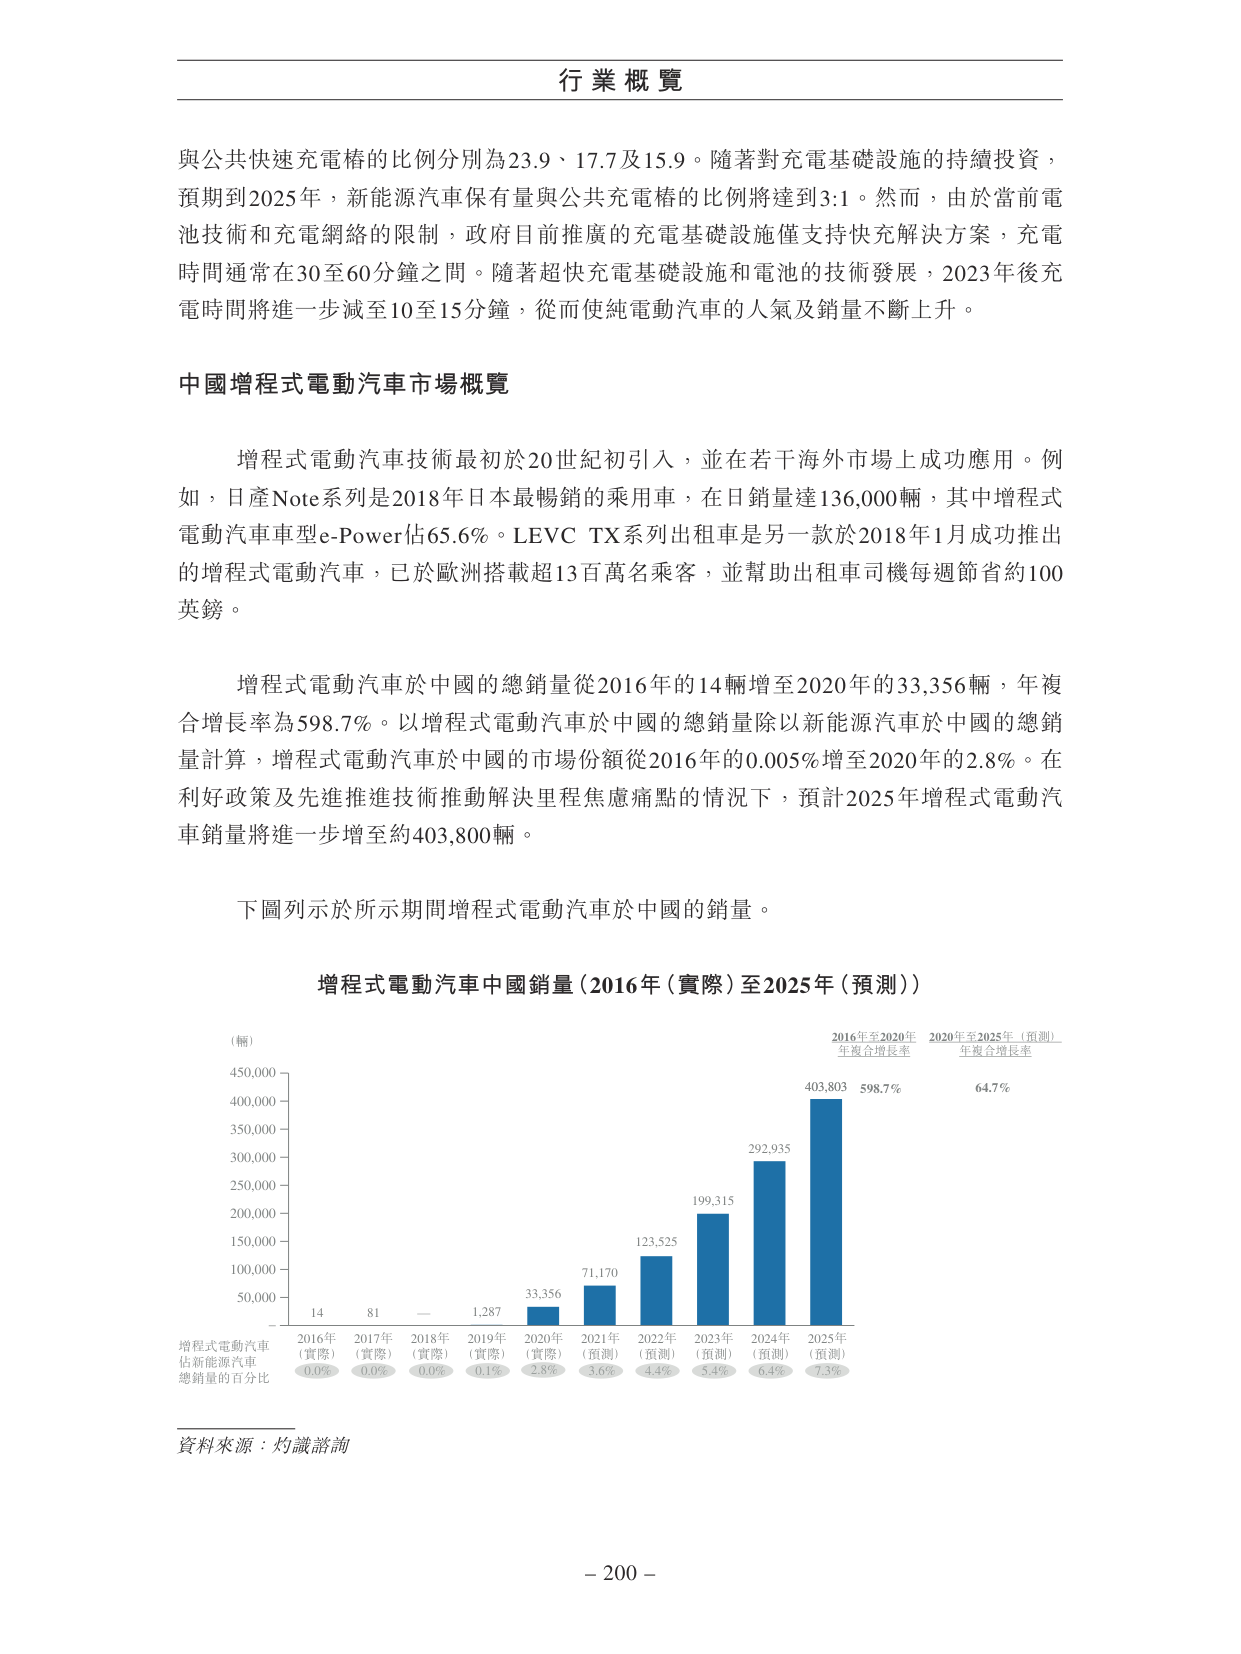 行業概覽
與公共快速充電樁的比例分別為23.9、17.7及15.9。隨著對充電基礎設施的持續投資，
預期到2025年，新能源汽車保有量與公共充電樁的比例將達到3:1。然而，由於當前電
池技術和充電網絡的限制，政府目前推廣的充電基礎設施僅支持快充解決方案，充電
時間通常在30至60分鐘之間。隨著超快充電基礎設施和電池的技術發展，2023年後充
電時間將進一步減至10至15分鐘，從而使純電動汽車的人氣及銷量不斷上升。
中國增程式電動汽車市場概覽
增程式電動汽車技術最初於20世紀初引入，並在若干海外市場上成功應用。例
如，日產Note系列是2018年日本最暢銷的乘用車，在日銷量達136,000輛，其中增程式
電動汽車車型e-Power佔65.6%。LEVC TX系列出租車是另一款於2018年1月成功推出
的增程式電動汽車，已於歐洲搭載超13百萬名乘客，並幫助出租車司機每週節省約100
英鎊。
增程式電動汽車於中國的總銷量從2016年的14輛增至2020年的33,356輛，年複
合增長率為598.7%。以增程式電動汽車於中國的總銷量除以新能源汽車於中國的總銷
量計算，增程式電動汽車於中國的市場份額從2016年的0.005%增至2020年的2.8%。在
利好政策及先進推進技術推動解決里程焦慮痛點的情況下，預計2025年增程式電動汽
車銷量將進一步增至約403,800輛。
下圖列示於所示期間增程式電動汽車於中國的銷量。
增程式電動汽車中國銷量（2016年（實際）至2025年（預測））
（輛）
2016年至2020年 2020年至2025年（預測）
年複合增長率 年複合增長率
598.7% 64.7%
450,000
400,000
350,000
300,000
250,000
200,000
150,000
100,000
50,000
–
14 81 — 1,287 33,356 71,170 123,525 199,315 292,935 403,803
2016年 2017年 2018年 2019年 2020年 2021年 2022年 2023年 2024年 2025年
（實際） （實際） （實際） （實際） （實際） （預測） （預測） （預測） （預測） （預測）
增程式電動汽車
佔新能源汽車
總銷量的百分比
0.0% 0.0% 0.0% 0.1% 2.8% 3.6% 4.4% 5.4% 6.4% 7.3%
資料來源：灼識諮詢
– 200 –